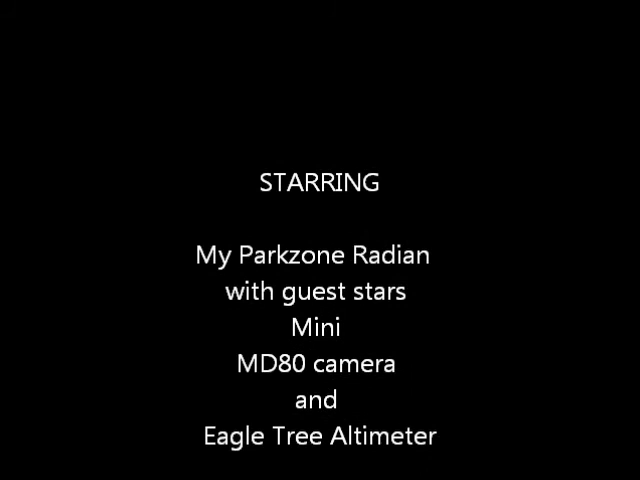 STARRING
My Parkzone Radian
with guest stars
Mini
MD80 camera
and
Eagle Tree Altimeter